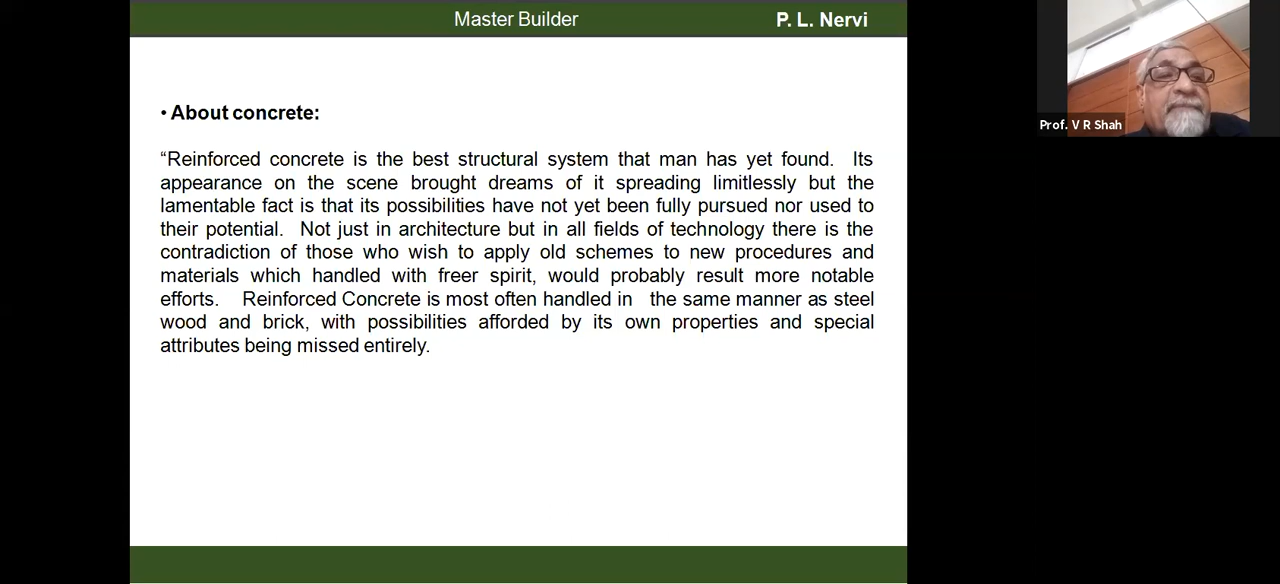 Master Builder
P. L. Nervi
• About concrete:
“Reinforced concrete is the best structural system that man has yet found. Its
appearance on the scene brought dreams of it spreading limitlessly but the
lamentable fact is that its possibilities have not yet been fully pursued nor used to
their potential. Not just in architecture but in all fields of technology there is the
contradiction of those who wish to apply old schemes to new procedures and
materials which handled with freer spirit, would probably result more notable
efforts. Reinforced Concrete is most often handled in the same manner as steel
wood and brick, with possibilities afforded by its own properties and special
attributes being missed entirely.
Prof. V R Shah